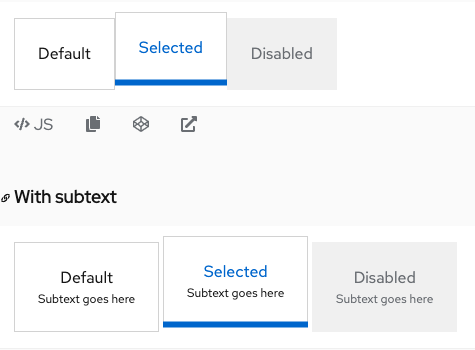 Default
Selected
Disabled
JS
With subtext
Default
Selected
Disabled
Subtext goes here
Subtext goes here
Subtext goes here